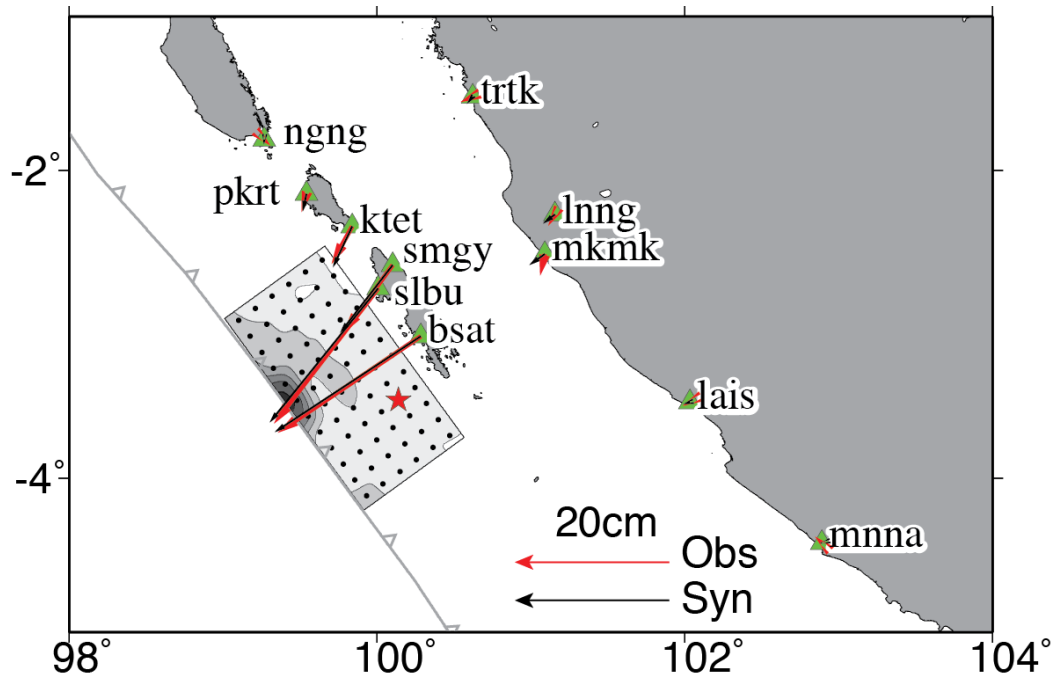 trtk
ngng
-2°
pkrt
lnng
ktet
mkmk
smgy
slbu
bsat
lais
-4°
20cm
mnna
Obs
Syn
98° 100° 102° 104°